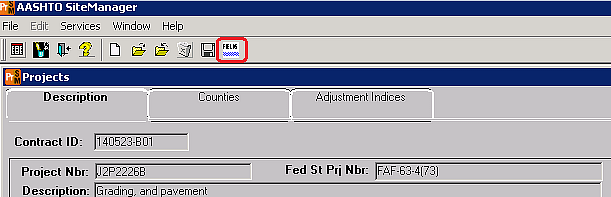 AASHTO SiteManager
File Edit Services Window Help
FIELDS
Projects
Description Counties Adjustment Indices
Contract ID: 140523-B01
Project Nbr: J2P2226B Fed St Prj Nbr: FAF-63-4(73)
Description: Grading, and pavement